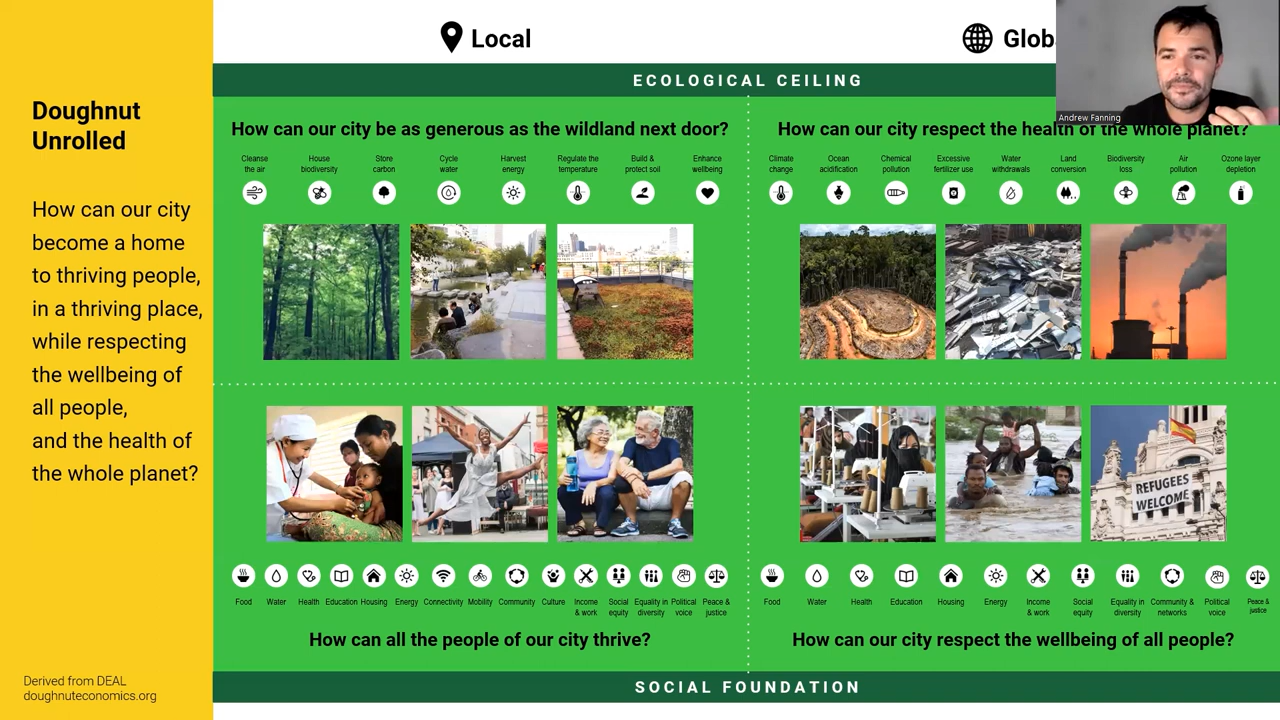 Doughnut
Unrolled
How can our city
become a home
to thriving people,
in a thriving place,
while respecting
the wellbeing of
all people,
and the health of
the whole planet?
Derived from DEAL
doughnuteconomics.org
Local
Glob
Andrew Fanning
ECOLOGICAL CEILING
How can our city be as generous as the wildland next door?
Cleanse
the air
House
biodiversity
Store
carbon
Cycle
water
Harvest
energy
Regulate the
temperature
Build &
protect soil
Enhance
wellbeing
How can our city respect the health of the whole planet?
Climate
change
Ocean
acidification
Chemical
pollution
Excessive
fertilizer use
Water
withdrawals
Land
conversion
Biodiversity
loss
Air
pollution
Ozone layer
depletion
REFUGEES
WELCOME
Food
Water
Health
Education
Housing
Energy
Connectivity
Mobility
Community
Culture
Income
& work
Social
equity
Equality in
diversity
Political
voice
Peace &
justice
How can all the people of our city thrive?
Food
Water
Health
Education
Housing
Energy
Income
& work
Social
equity
Equality in
diversity
Community &
networks
Political
voice
Peace &
justice
How can our city respect the wellbeing of all people?
SOCIAL FOUNDATION